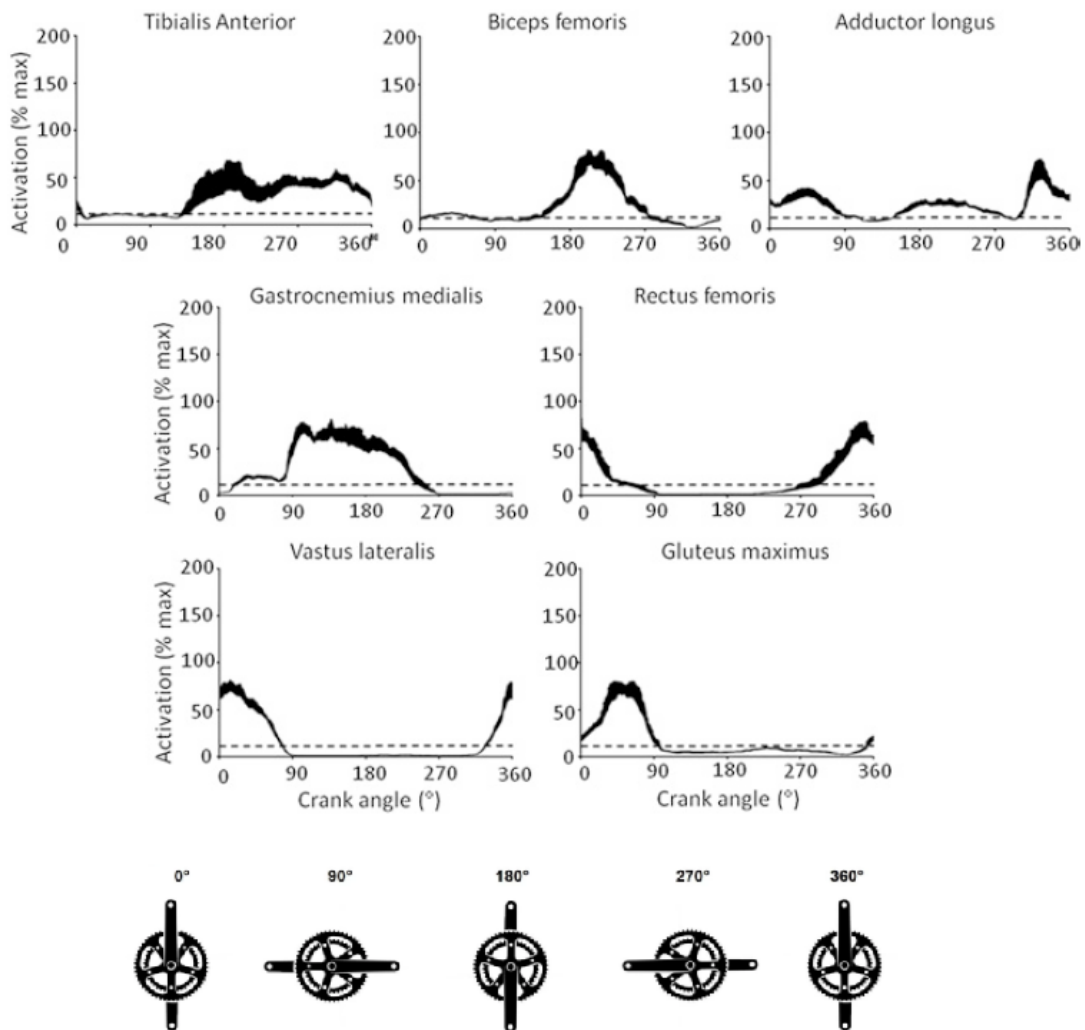 Tibialis Anterior Biceps femoris Adductor longus
Activation (% max)
200 200 200
150 150 150
100 100 100
50 50 50
0 0 0
0 90 180 270 360 0 90 180 270 360 0 90 180 270 360
Gastrocnemius medialis Rectus femoris
Activation (% max)
200 200
150 150
100 100
50 50
0 0
0 90 180 270 360 0 90 180 270 360
Vastus lateralis Gluteus maximus
Activation (% max)
200 200
150 150
100 100
50 50
0 0
0 90 180 270 360 0 90 180 270 360
Crank angle (°) Crank angle (°)
0° 90° 180° 270° 360°